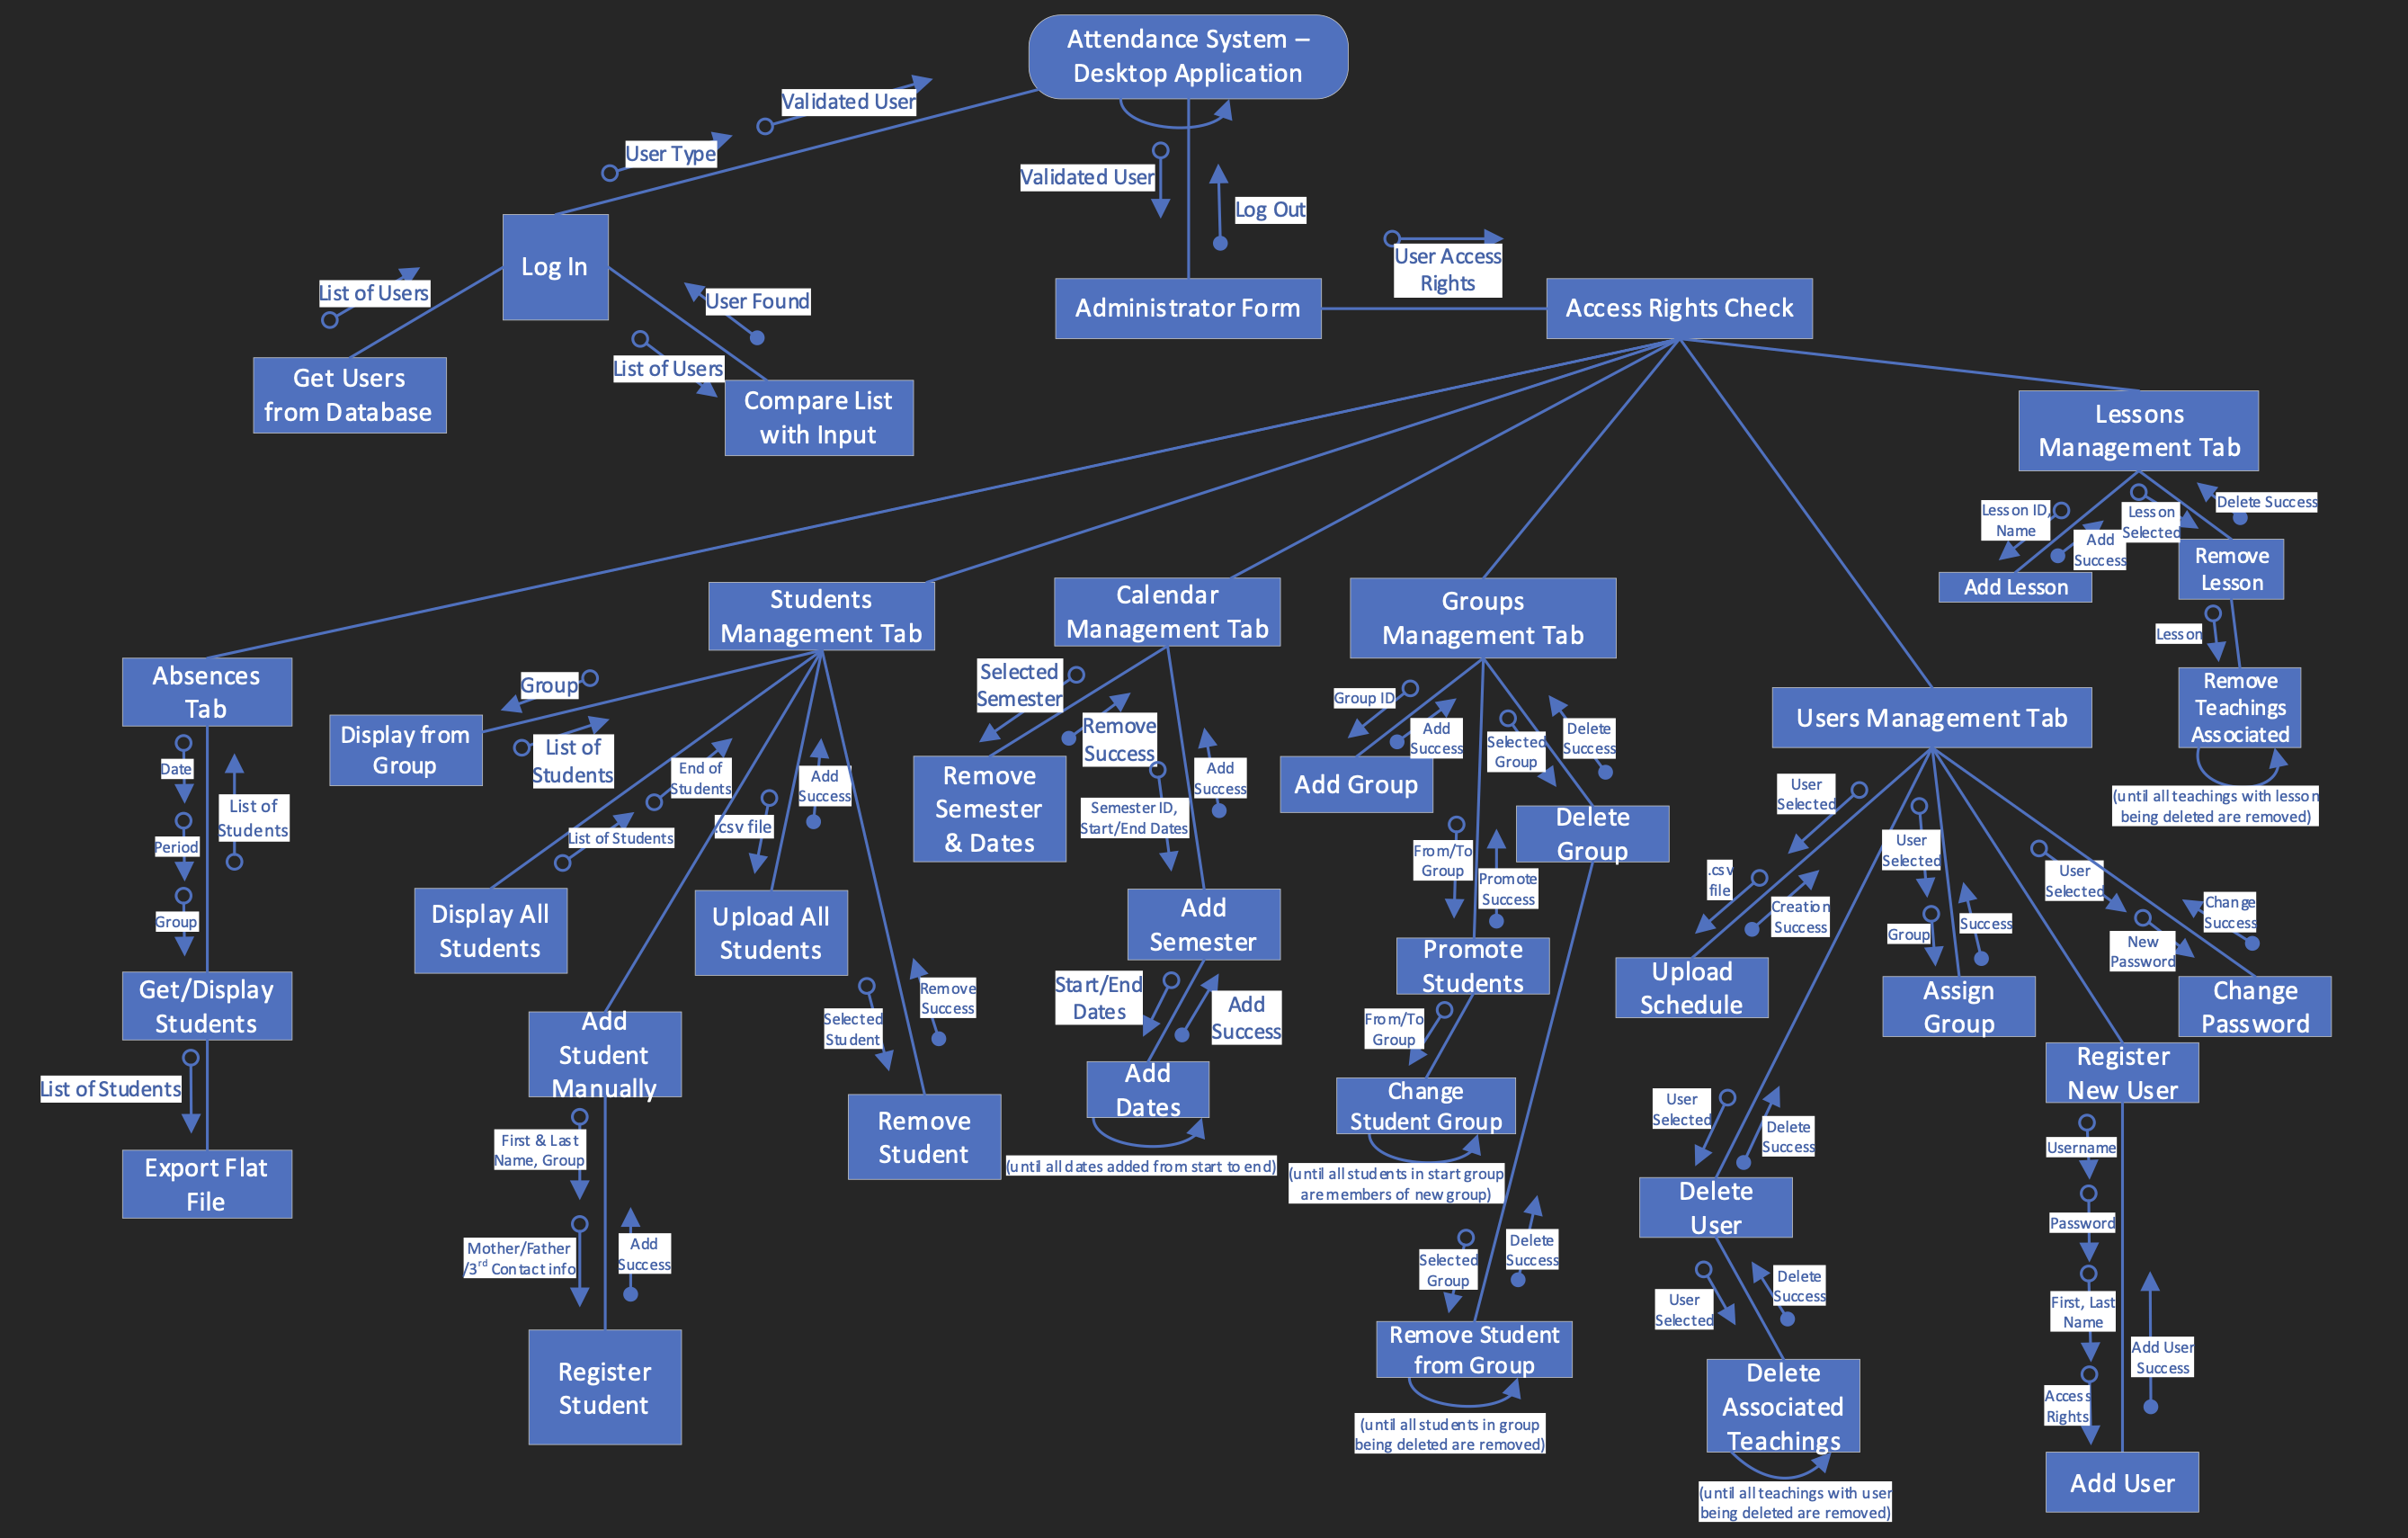 Attendance System –
Desktop Application
Validated User
User Type
Validated User
Log Out
Log In
User Access
Rights
List of Users
User Found
List of Users
Administrator Form
Access Rights Check
Get Users
from Database
Compare List
with Input
Lessons
Management Tab
Lesson ID,
Name
Add
Success
Lesson
Selected
Delete Success
Add Lesson
Remove
Lesson
Lesson
Remove
Teachings
Associated
(until all teachings with lesson
being deleted are removed)
Absences
Tab
Date
Period
Group
List of
Students
Get/Display
Students
List of Students
Export Flat
File
Students
Management Tab
Group
Display from
Group
List of
Students
End of
Students
List of Students
Display All
Students
.csv file
Add
Success
Upload All
Students
Add
Student
Manually
First & Last
Name, Group
Mother/Father
/3rd Contact info
Add
Success
Register
Student
Selected
Student
Remove
Success
Remove
Student
Calendar
Management Tab
Selected
Semester
Remove
Success
Remove
Semester
& Dates
Semester ID,
Start/End Dates
Add
Success
Add
Semester
Start/End
Dates
Add
Success
Add
Dates
(until all dates added from start to end)
Groups
Management Tab
Group ID
Add
Success
Add Group
Selected
Group
Delete
Success
Delete
Group
From/To
Group
Promote
Success
Promote
Students
From/To
Group
Change
Student Group
(until all students in start group
are members of new group)
Selected
Group
Delete
Success
Remove Student
from Group
(until all students in group
being deleted are removed)
Users Management Tab
User
Selected
.csv
file
Creation
Success
Upload
Schedule
User
Selected
Group
Success
Assign
Group
User
Selected
New
Password
Change
Success
Change
Password
User
Selected
Delete
Success
Delete
User
User
Selected
Delete
Success
Delete
Associated
Teachings
(until all teachings with user
being deleted are removed)
Register
New User
Username
Password
First, Last
Name
Access
Rights
Add User
Success
Add User